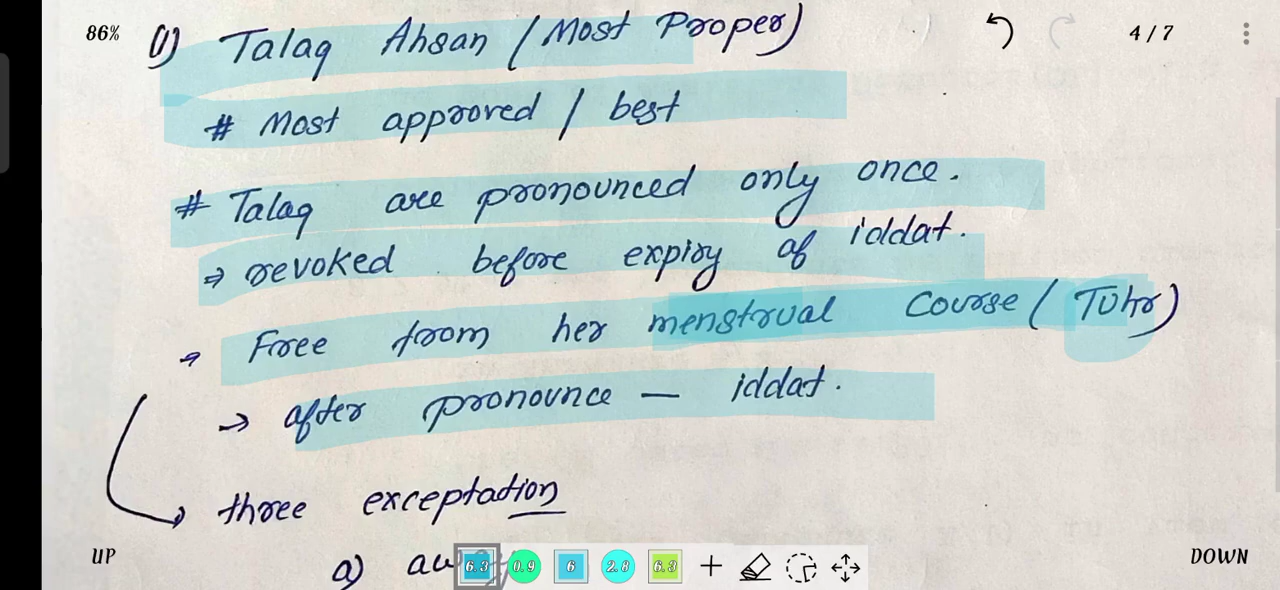 86%
4/7
(1) Talaq Ahsan / (Most Proper)
# Most approved / best
# Talaq are pronounced only once.
⇒ revoked before expiry of iddat.
→ Free from her menstrual course (Tuhr)
→ after pronounce — iddat.
→ three exceptation
a)
6.3 0.9 6 2.8 6.3
UP
DOWN